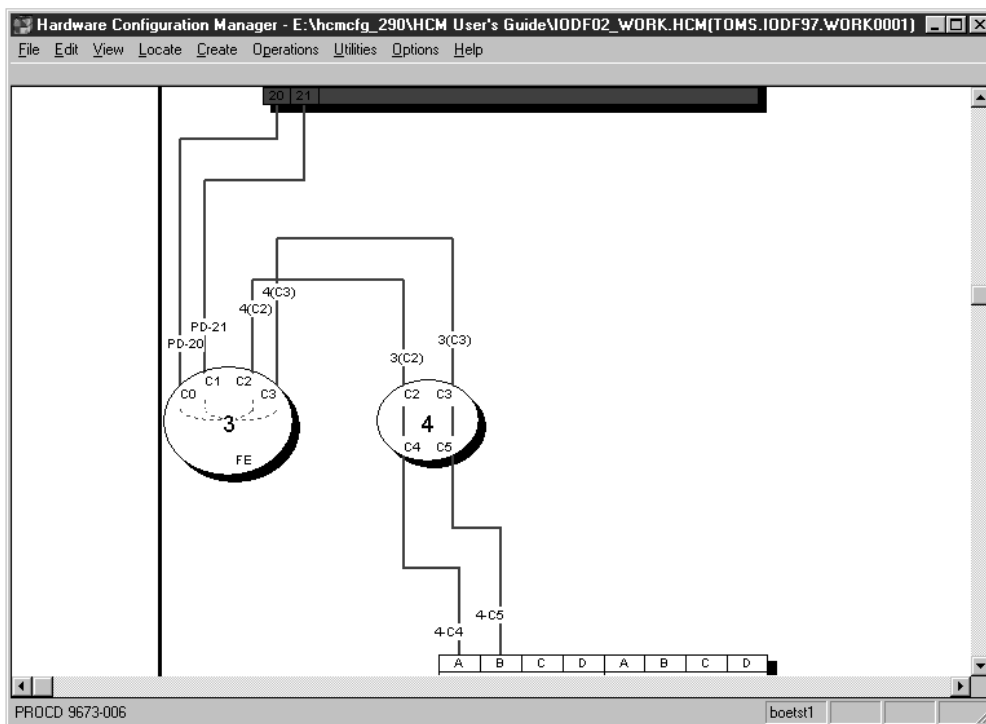 Hardware Configuration Manager - E:\hcmcfg_290\HCM User's Guide\IODF02_WORK.HCM(TOMS.IODF97.WORK0001)
File Edit View Locate Create Operations Utilities Options Help
20 21
4(C3)
4(C2)
PD-21
PD-20
3(C3)
3(C2)
C1 C2
C0 C3
C2 C3
3
4
C4 C5
FE
4-C5
4-C4
A B C D A B C D
PROCD 9673-006 boetst1